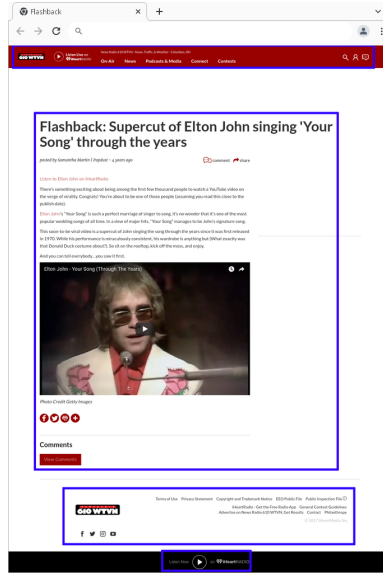 Flashback
610 WTVN
Listen Live on
iHeartRADIO
News Radio 610 WTVN - News, Traffic, & Weather - Columbus, OH
On-Air News Podcasts & Media Connect Contests
Flashback: Supercut of Elton John singing 'Your
Song' through the years
posted by Samantha Martin | Popdust - 4 years ago
comment share
Listen to Elton John on iHeartRadio
There's something exciting about being among the first few thousand people to watch a YouTube video on
the verge of virality. Congrats! You're about to be one of those people (assuming you read this close to the
publish date).
Elton John's "Your Song" is such a perfect marriage of singer to song, it's no wonder that it's one of the most
popular wedding songs of all time. In a slew of major hits, "Your Song" manages to be John's signature song.
This soon-to-be viral video is a supercut of John singing the song through the years since it was first released
in 1970. While his performance is miraculously consistent, his wardrobe is anything but (What exactly was
that Donald Duck costume about?). So sit on the rooftop, kick off the moss, and enjoy.
And you can tell everybody...you saw it first:
Elton John - Your Song (Through The Years)
Photo Credit Getty Images
Comments
View Comments
610 WTVN
Terms of Use Privacy Statement Copyright and Trademark Notice EEO Public File Public Inspection File
iHeartRadio - Get the Free Radio App General Contest Guidelines
Advertise on News Radio 610 WTVN, Get Results Contact Philanthropy
© 2017 iHeartMedia, Inc.
Listen Now on iHeartRADIO